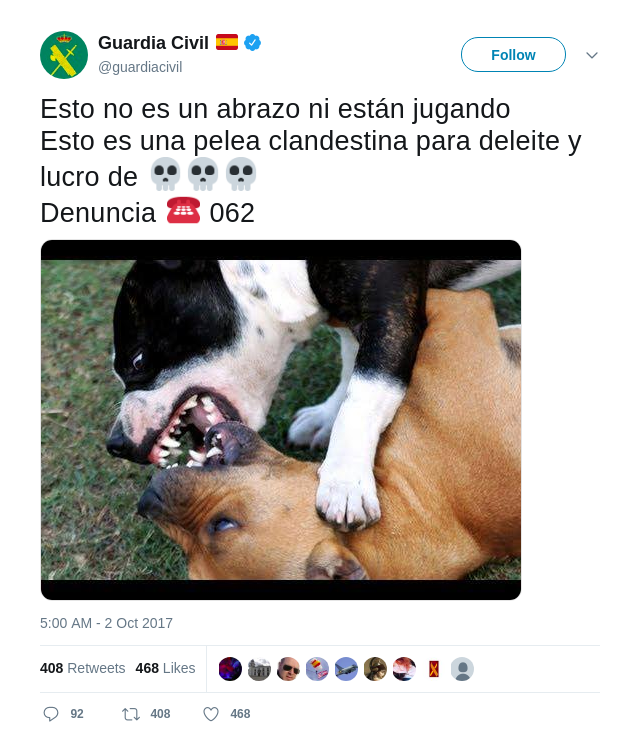 Guardia Civil 🇪🇸
@guardiacivil
Follow
Esto no es un abrazo ni están jugando
Esto es una pelea clandestina para deleite y
lucro de 💀💀💀
Denuncia ☎️ 062
5:00 AM - 2 Oct 2017
408 Retweets 468 Likes
92 408 468